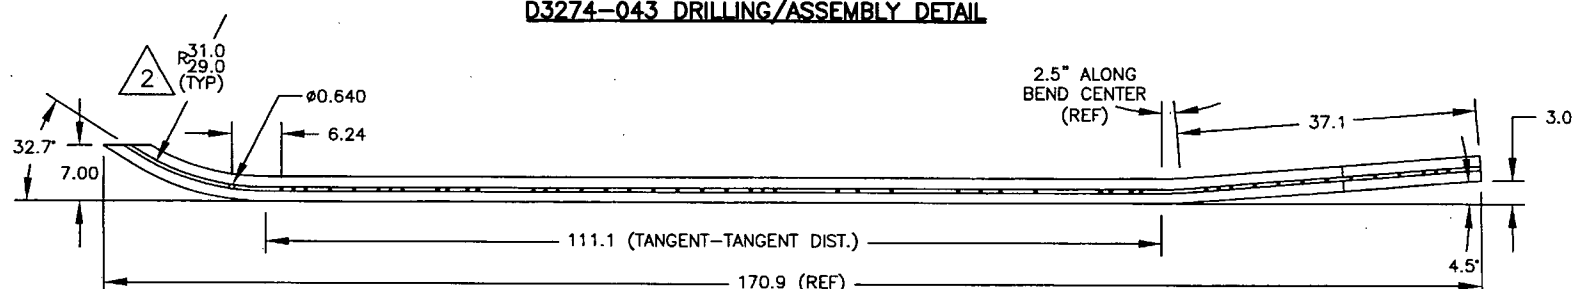 D3274-043 DRILLING/ASSEMBLY DETAIL
2
R31.0
29.0
(TYP)
ø0.640
6.24
32.7°
7.00
2.5" ALONG
BEND CENTER
(REF)
37.1
3.0
111.1 (TANGENT-TANGENT DIST.)
4.5°
170.9 (REF)